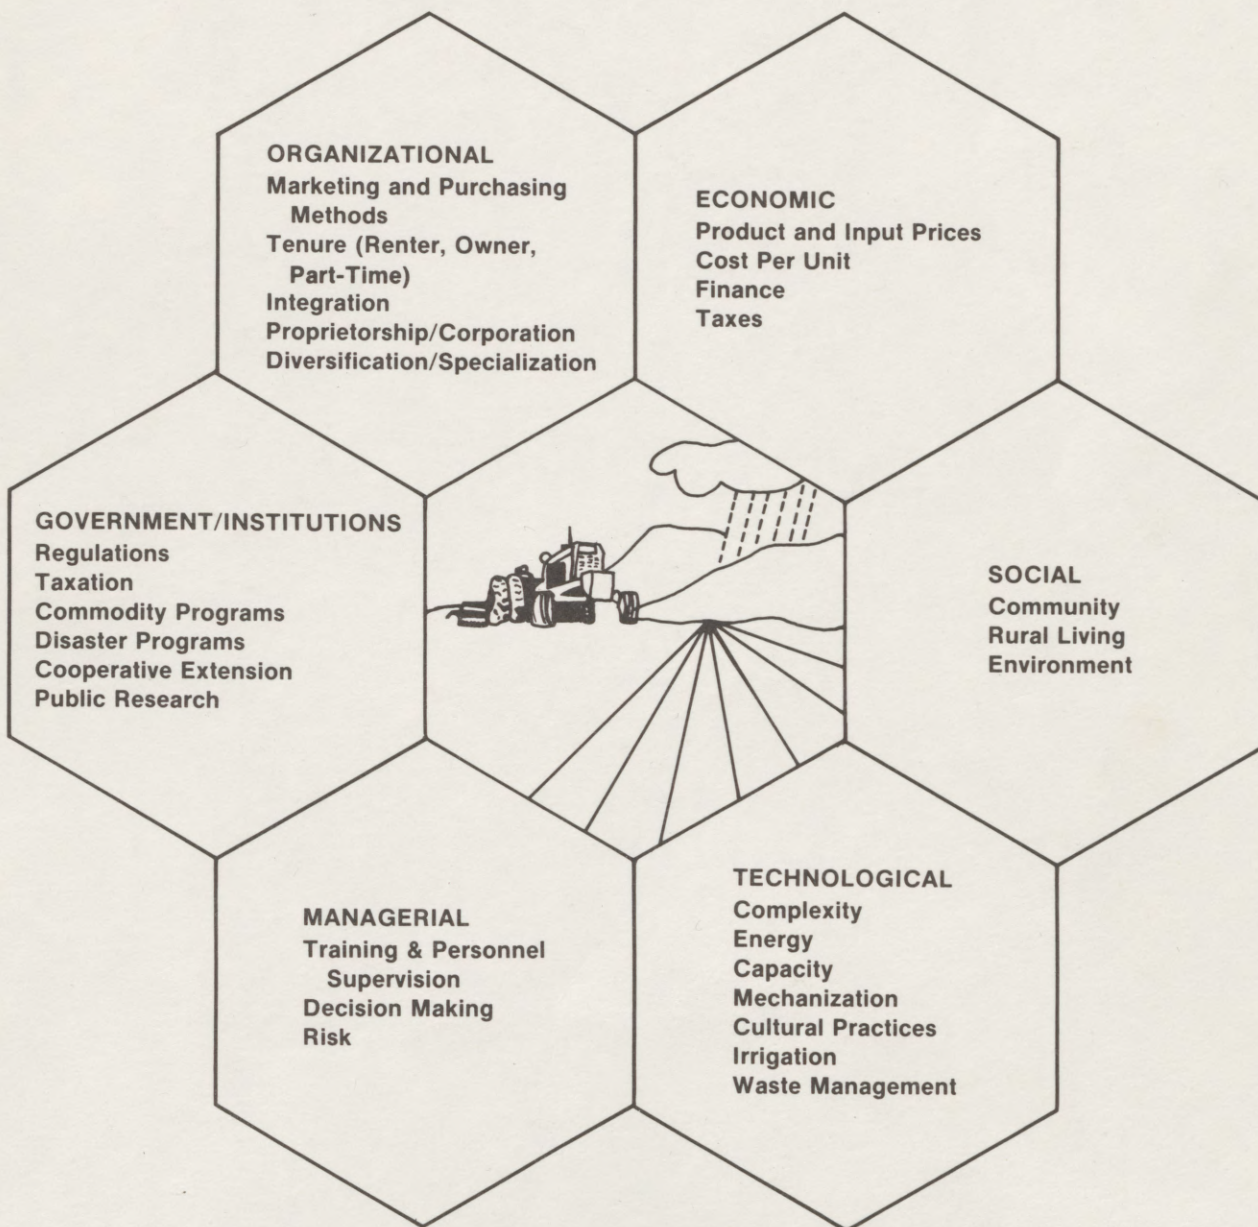 ORGANIZATIONAL
Marketing and Purchasing
Methods
Tenure (Renter, Owner,
Part-Time)
Integration
Proprietorship/Corporation
Diversification/Specialization
ECONOMIC
Product and Input Prices
Cost Per Unit
Finance
Taxes
GOVERNMENT/INSTITUTIONS
Regulations
Taxation
Commodity Programs
Disaster Programs
Cooperative Extension
Public Research
SOCIAL
Community
Rural Living
Environment
MANAGERIAL
Training & Personnel
Supervision
Decision Making
Risk
TECHNOLOGICAL
Complexity
Energy
Capacity
Mechanization
Cultural Practices
Irrigation
Waste Management